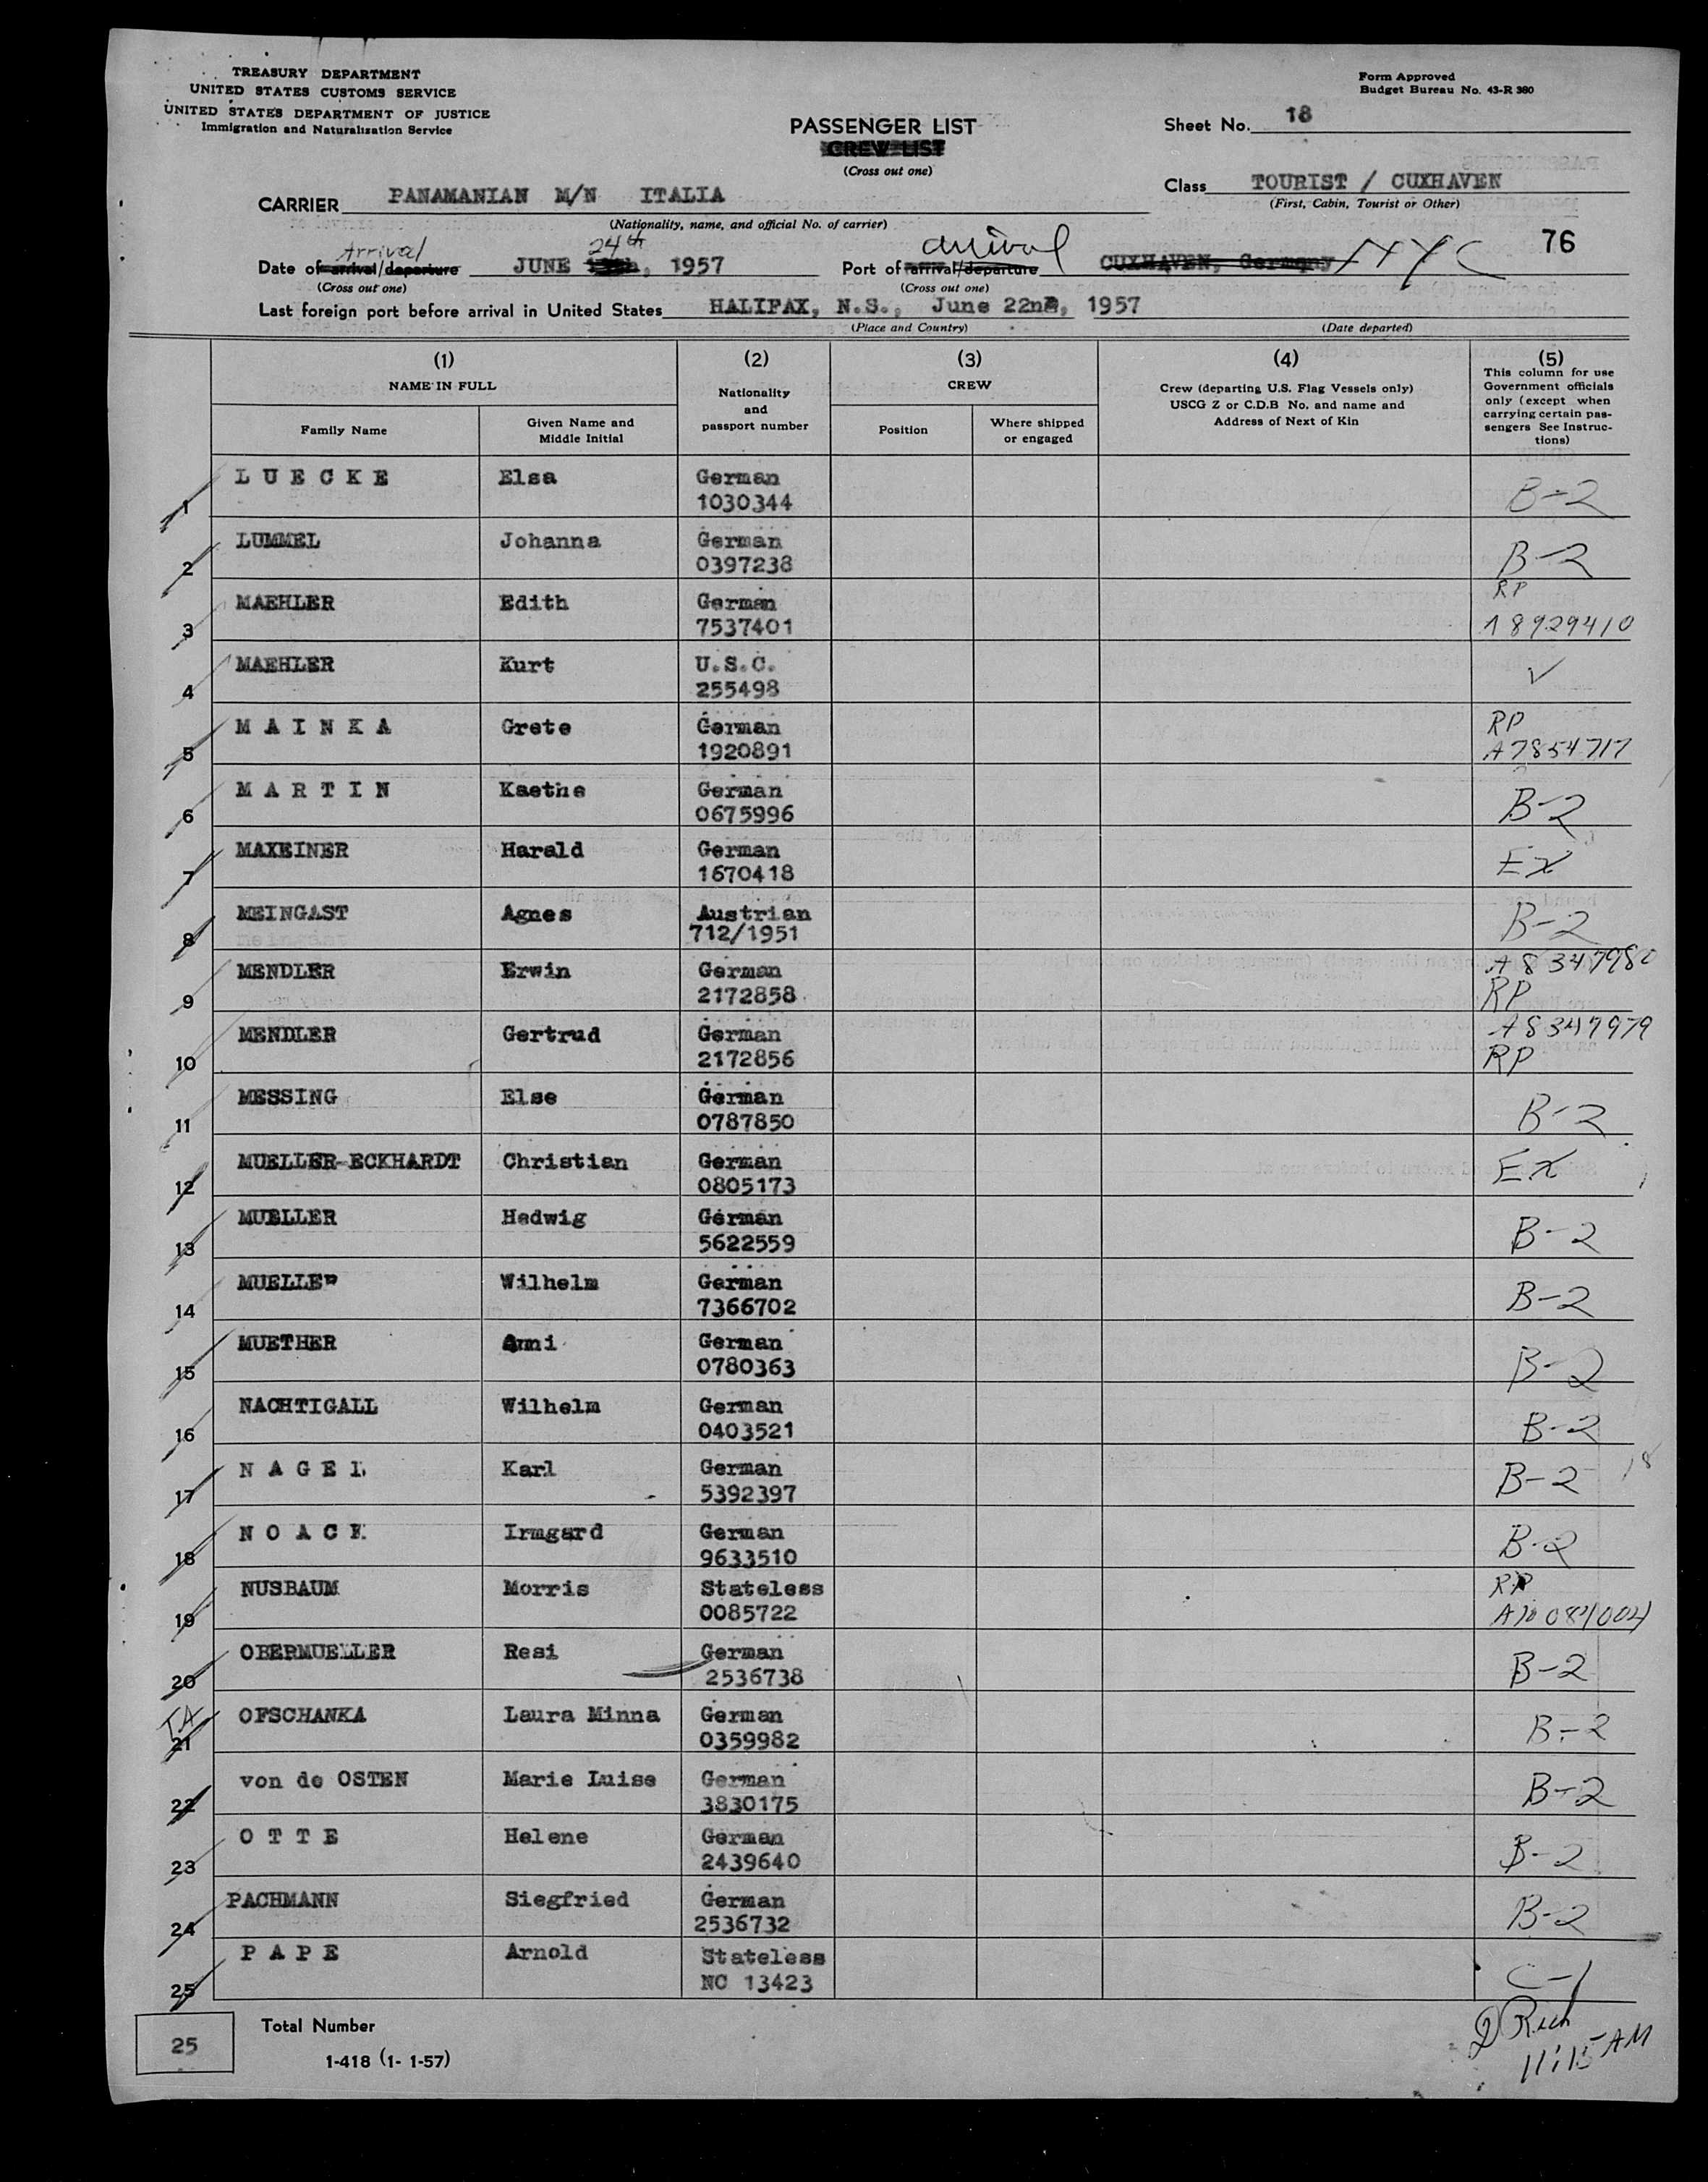 TREASURY DEPARTMENT
UNITED STATES CUSTOMS SERVICE
UNITED STATES DEPARTMENT OF JUSTICE
Immigration and Naturalization Service
Form Approved
Budget Bureau No. 43-R 380
PASSENGER LIST
CREW LIST
(Cross out one)
Sheet No. 18
Class TOURIST / CUXHAVEN
(First, Cabin, Tourist or Other)
CARRIER PANAMANIAN M/N ITALIA
(Nationality, name, and official No. of carrier)
76
Arrival 24th arrival
Date of arrival/departure JUNE , 1957 Port of arrival/departure CUXHAVEN, Germany NYC
(Cross out one) (Cross out one)
Last foreign port before arrival in United States HALIFAX, N.S., June 22nd, 1957
(Place and Country) (Date departed)
(1) (2) (3) (4) (5)
NAME IN FULL
Family Name
Given Name and
Middle Initial
Nationality
and
passport number
CREW
Position
Where shipped
or engaged
Crew (departing U.S. Flag Vessels only)
USCG Z or C.D.B No. and name and
Address of Next of Kin
This column for use
Government officials
only (except when
carrying certain pas-
sengers See Instruc-
tions)
1 LUECKE Elsa German
1030344 B-2
2 LUMMEL Johanna German
0397238 B-2
3 MAEHLER Edith German RP
7537401 18929410
4 MAEHLER Kurt U.S.C.
255498 ✓
5 MAINKA Grete German RP
1920891 A7854717
6 MARTIN Kaethe German
0675996 B-2
7 MAXEINER Harald German
1670418 EX
8 MEINGAST Agnes Austrian
Meingast 712/1951 B-2
9 MENDLER Erwin German A8347980
2172858 RP
10 MENDLER Gertrud German A8347979
2172856 RP
11 MESSING Else German
0787850 B-2
12 MUELLER-ECKHARDT Christian German
0805173 EX
13 MUELLER Hedwig German
5622559 B-2
14 MUELLER Wilhelm German
7366702 B-2
15 MUETHER German
0780363 B-2
16 NACHTIGALL Wilhelm German
0403521 B-2
17 NAGEL Karl German
5392397 B-2 18
18 NOACK Irmgard German
9633510 B-2
19 NUSBAUM Morris Stateless RP
0085722
20 OBERMUELLER Resi German
2536738 B-2
TA
21 OFSCHANKA Laura Minna German
0359982 B-2
22 von de OSTEN Marie Luise German
3830175 B-2
23 OTTE Helene German
2439640 B-2
24 PACHMANN Siegfried German
2536732 B-2
25 PAPE Arnold Stateless
NC 13423 C-1
25 Total Number
I-418 (1- 1-57)
D Rich
11:15 AM